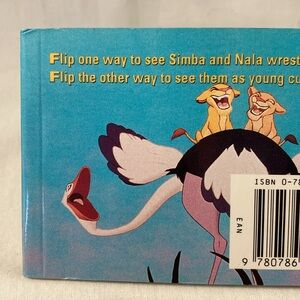 Flip one way to see Simba and Nala wrest
Flip the other way to see them as young cu
ISBN 0-78
EAN
9 780786